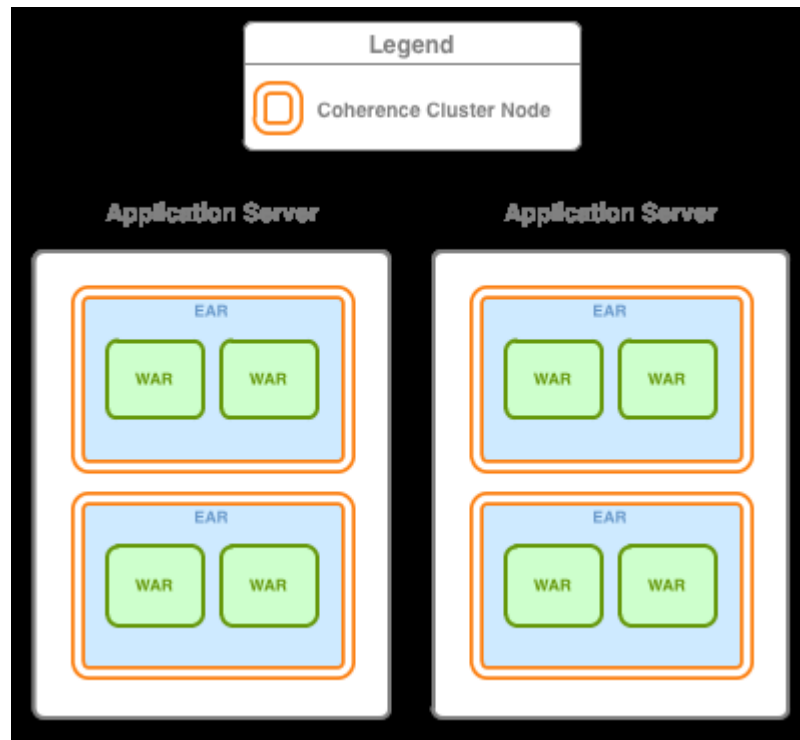 Legend
Coherence Cluster Node
Application Server
Application Server
EAR
WAR WAR
EAR
WAR WAR
EAR
WAR WAR
EAR
WAR WAR